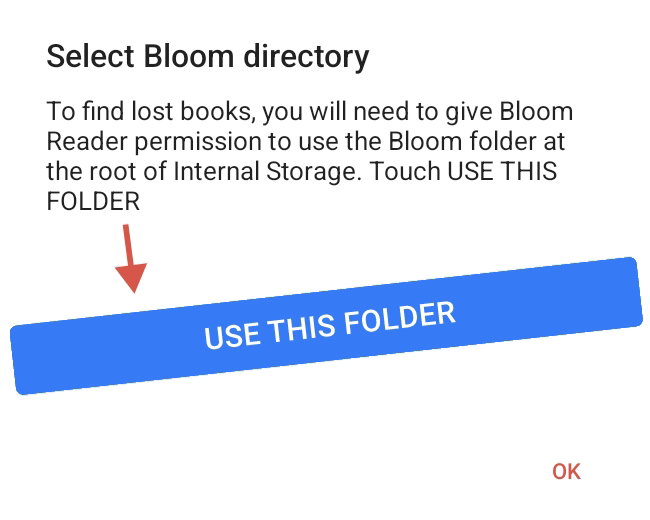 Select Bloom directory
To find lost books, you will need to give Bloom
Reader permission to use the Bloom folder at
the root of Internal Storage. Touch USE THIS
FOLDER
USE THIS FOLDER
OK